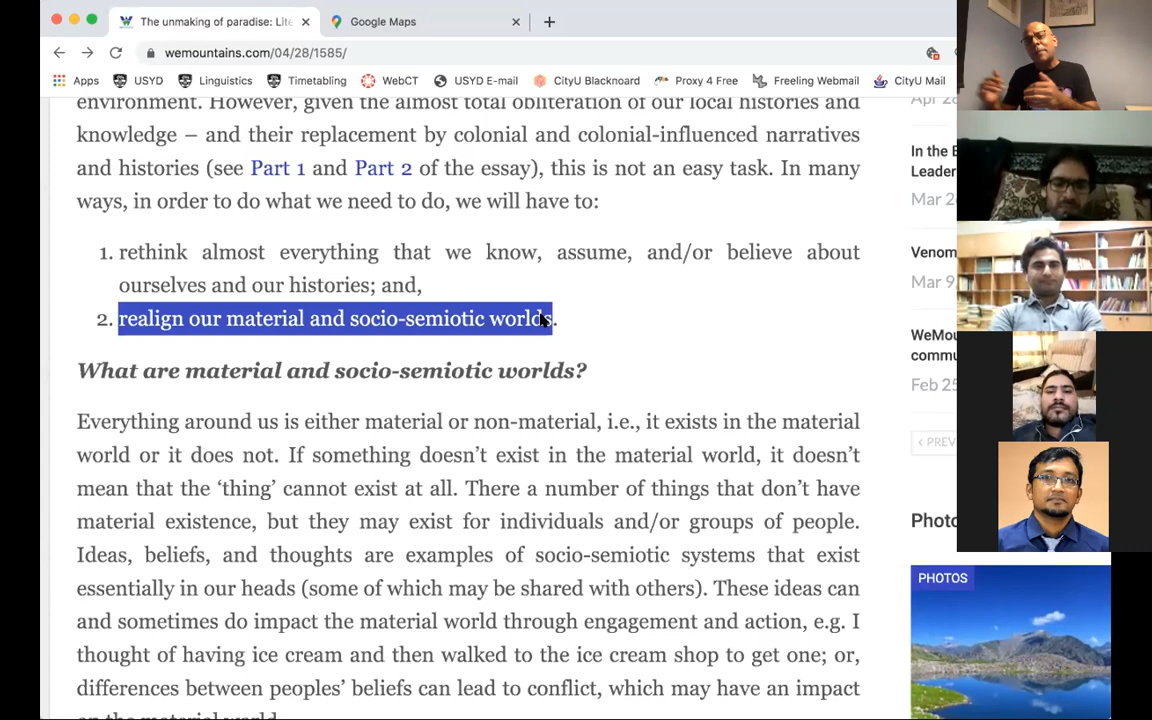 The unmaking of paradise: Lite
Google Maps
wemountains.com/04/28/1585/
Apps USYD Linguistics Timetabling WebCT USYD E-mail CityU Blacknoard Proxy 4 Free Freeling Webmail CityU Mail
environment. However, given the almost total obliteration of our local histories and
knowledge – and their replacement by colonial and colonial-influenced narratives
and histories (see Part 1 and Part 2 of the essay), this is not an easy task. In many
ways, in order to do what we need to do, we will have to:
1. rethink almost everything that we know, assume, and/or believe about
ourselves and our histories; and,
2. realign our material and socio-semiotic worlds.
What are material and socio-semiotic worlds?
Everything around us is either material or non-material, i.e., it exists in the material
world or it does not. If something doesn't exist in the material world, it doesn't
mean that the 'thing' cannot exist at all. There a number of things that don't have
material existence, but they may exist for individuals and/or groups of people.
Ideas, beliefs, and thoughts are examples of socio-semiotic systems that exist
essentially in our heads (some of which may be shared with others). These ideas can
and sometimes do impact the material world through engagement and action, e.g. I
thought of having ice cream and then walked to the ice cream shop to get one; or,
differences between peoples' beliefs can lead to conflict, which may have an impact
on the material world.
Apr 28
In the
Leader
Mar 2
Venom
Mar 9,
WeMou
commu
Feb 25
PREV
Photo
PHOTOS